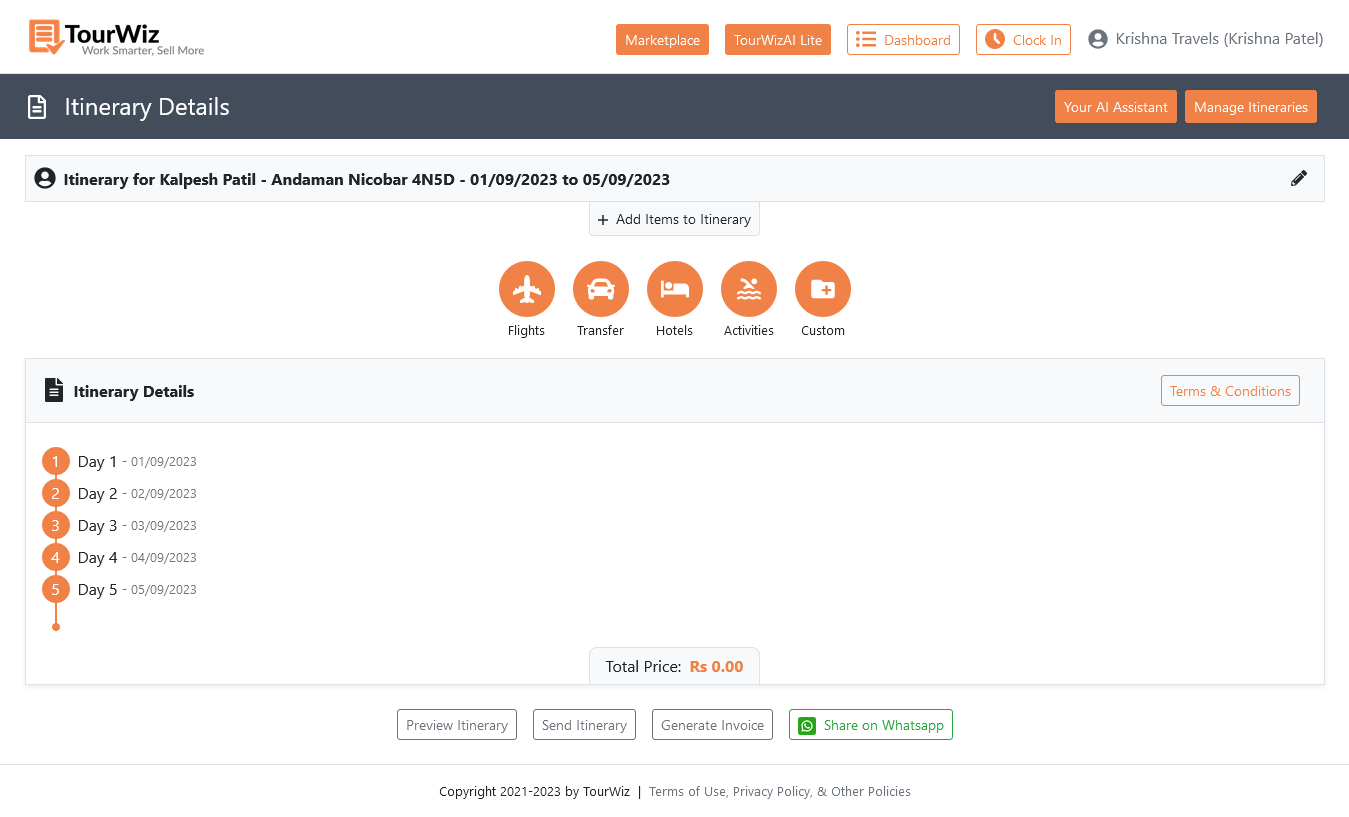 TourWiz
Work Smarter, Sell More
Marketplace
TourWizAI Lite
Dashboard
Clock In
Krishna Travels (Krishna Patel)
Itinerary Details
Your AI Assistant
Manage Itineraries
Itinerary for Kalpesh Patil - Andaman Nicobar 4N5D - 01/09/2023 to 05/09/2023
+ Add Items to Itinerary
Flights
Transfer
Hotels
Activities
Custom
Itinerary Details
Terms & Conditions
1 Day 1 - 01/09/2023
2 Day 2 - 02/09/2023
3 Day 3 - 03/09/2023
4 Day 4 - 04/09/2023
5 Day 5 - 05/09/2023
Total Price: Rs 0.00
Preview Itinerary
Send Itinerary
Generate Invoice
Share on Whatsapp
Copyright 2021-2023 by TourWiz | Terms of Use, Privacy Policy, & Other Policies